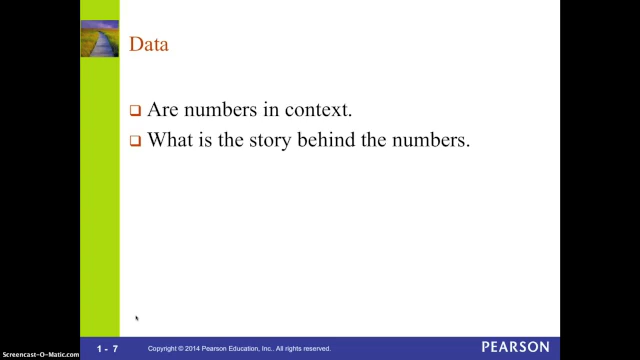 Data
❑ Are numbers in context.
❑ What is the story behind the numbers.
1 - 7
Copyright © 2014 Pearson Education, Inc.. All rights reserved.
PEARSON
Screencast-O-Matic.com